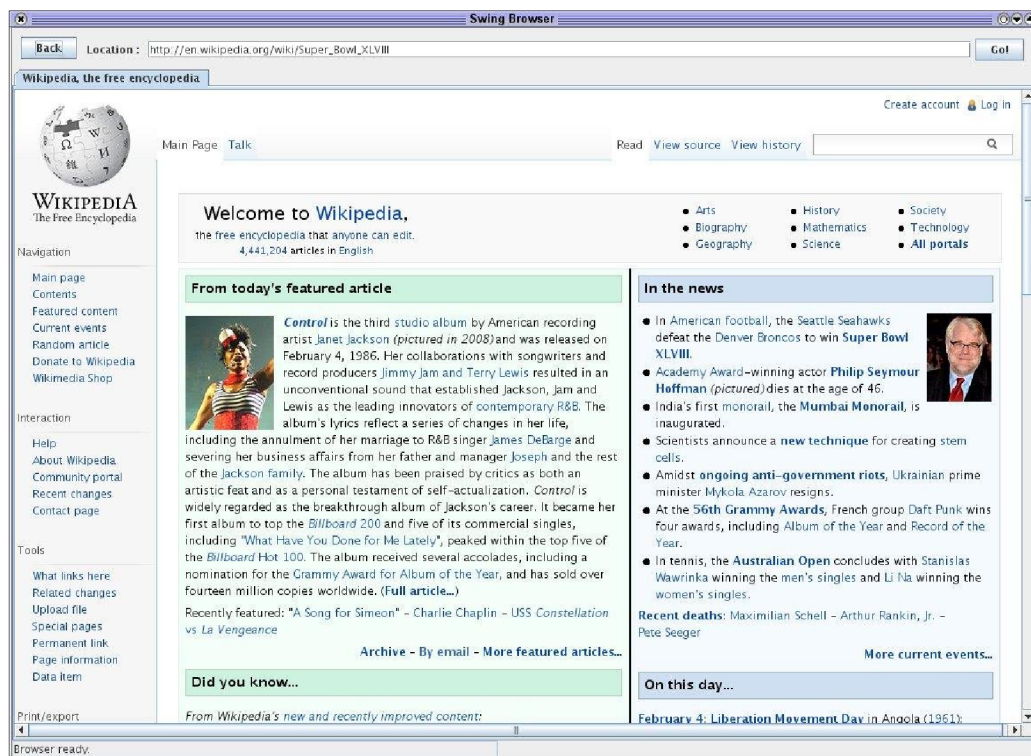 Swing Browser
Back
Location :
http://en.wikipedia.org/wiki/Super_Bowl_XLVIII
Go!
Wikipedia, the free encyclopedia
Create account
Log in
Main Page
Talk
Read
View source
View history
Ω
W
И
維
WIKIPEDIA
The Free Encyclopedia
Navigation
Main page
Contents
Featured content
Current events
Random article
Donate to Wikipedia
Wikimedia Shop
Interaction
Help
About Wikipedia
Community portal
Recent changes
Contact page
Tools
What links here
Related changes
Upload file
Special pages
Permanent link
Page information
Data item
Print/export
Welcome to Wikipedia,
the free encyclopedia that anyone can edit.
4,441,204 articles in English
Arts
Biography
Geography
History
Mathematics
Science
Society
Technology
All portals
From today's featured article
Control is the third studio album by American recording
artist Janet Jackson (pictured in 2008) and was released on
February 4, 1986. Her collaborations with songwriters and
record producers Jimmy Jam and Terry Lewis resulted in an
unconventional sound that established Jackson, Jam and
Lewis as the leading innovators of contemporary R&B. The
album's lyrics reflect a series of changes in her life,
including the annulment of her marriage to R&B singer James DeBarge and
severing her business affairs from her father and manager Joseph and the rest
of the Jackson family. The album has been praised by critics as both an
artistic feat and as a personal testament of self-actualization. Control is
widely regarded as the breakthrough album of Jackson's career. It became her
first album to top the Billboard 200 and five of its commercial singles,
including "What Have You Done for Me Lately", peaked within the top five of
the Billboard Hot 100. The album received several accolades, including a
nomination for the Grammy Award for Album of the Year, and has sold over
fourteen million copies worldwide. (Full article...)
Recently featured: "A Song for Simeon" – Charlie Chaplin – USS Constellation
vs La Vengeance
Archive – By email – More featured articles...
Did you know...
From Wikipedia's new and recently improved content:
In the news
In American football, the Seattle Seahawks
defeat the Denver Broncos to win Super Bowl
XLVIII.
Academy Award-winning actor Philip Seymour
Hoffman (pictured) dies at the age of 46.
India's first monorail, the Mumbai Monorail, is
inaugurated.
Scientists announce a new technique for creating stem
cells.
Amidst ongoing anti-government riots, Ukrainian prime
minister Mykola Azarov resigns.
At the 56th Grammy Awards, French group Daft Punk wins
four awards, including Album of the Year and Record of the
Year.
In tennis, the Australian Open concludes with Stanislas
Wawrinka winning the men's singles and Li Na winning the
women's singles.
Recent deaths: Maximilian Schell – Arthur Rankin, Jr. –
Pete Seeger
More current events...
On this day...
February 4: Liberation Movement Day in Angola (1961);
Browser ready.